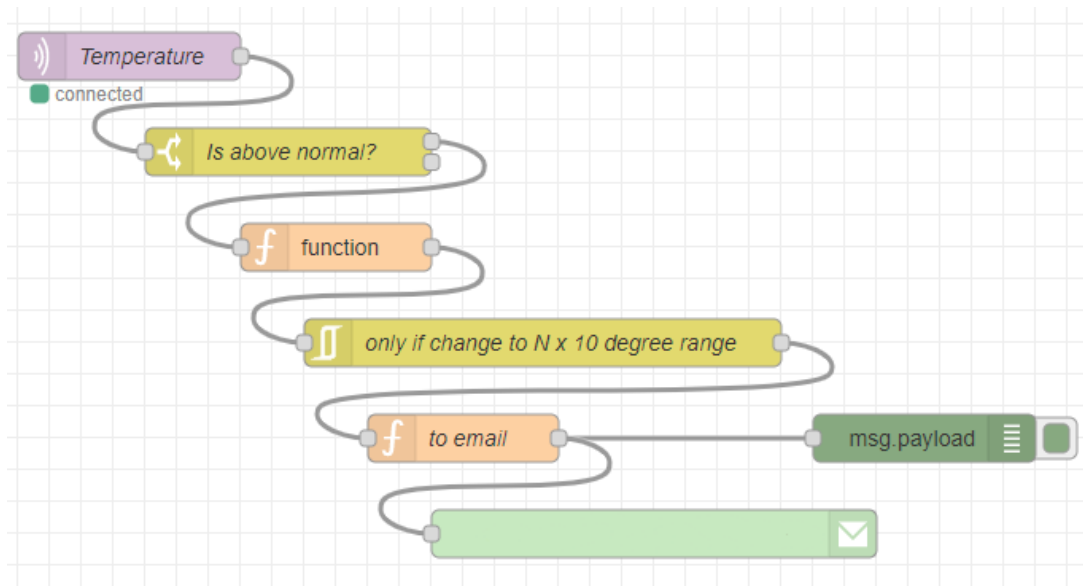 Temperature
connected
Is above normal?
function
only if change to N x 10 degree range
to email
msg.payload